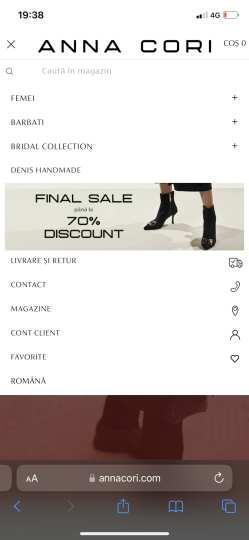 19:38
4G
ANNA CORI
COȘ 0
Caută în magazin
FEMEI
BARBATI
BRIDAL COLLECTION
DENIS HANDMADE
FINAL SALE
până la
70%
DISCOUNT
LIVRARE ȘI RETUR
CONTACT
MAGAZINE
CONT CLIENT
FAVORITE
ROMÂNĂ
AA
annacori.com